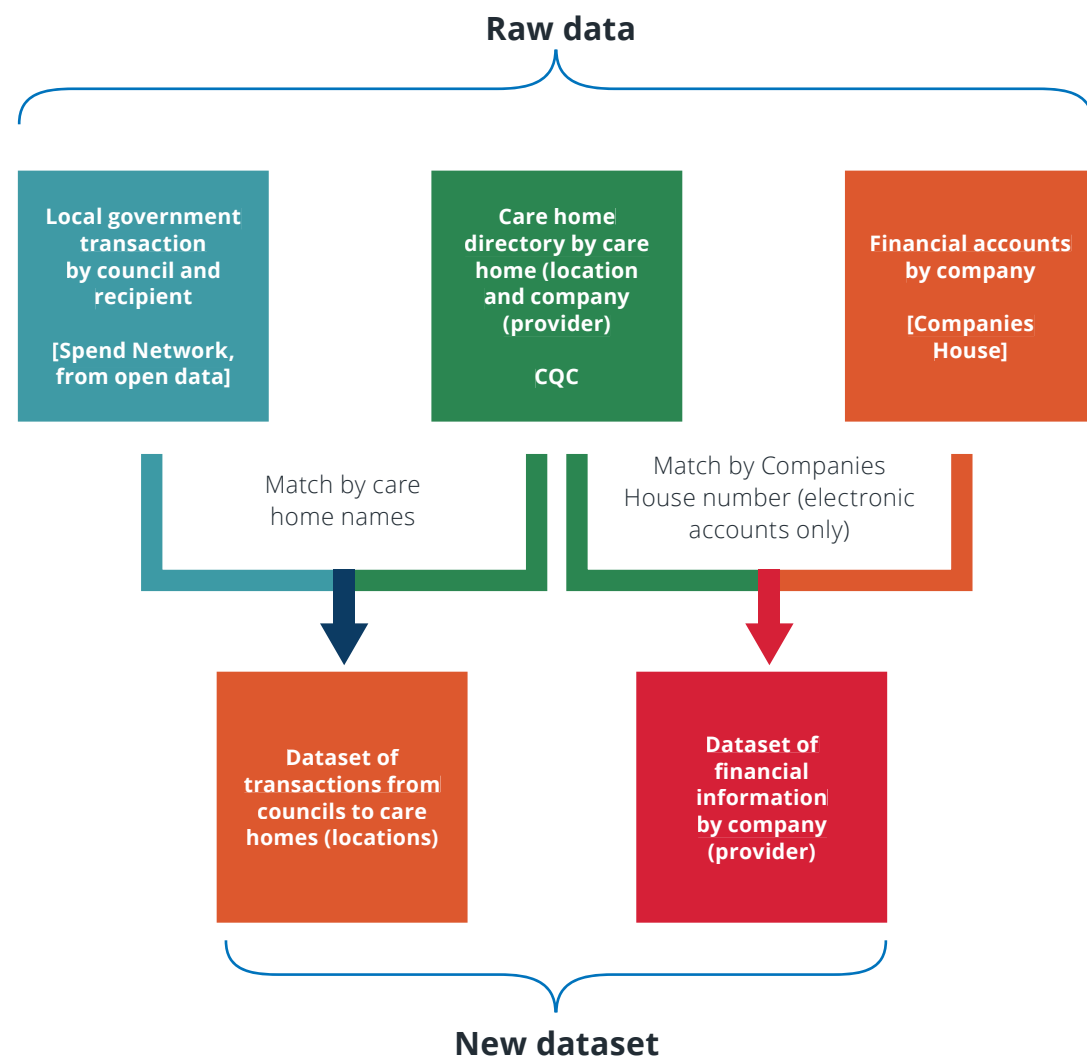 Raw data
Local government
transaction
by council and
recipient
[Spend Network,
from open data]
Care home
directory by care
home (location
and company
(provider)
CQC
Financial accounts
by company
[Companies
House]
Match by care
home names
Match by Companies
House number (electronic
accounts only)
Dataset of
transactions from
councils to care
homes (locations)
Dataset of
financial
information
by company
(provider)
New dataset